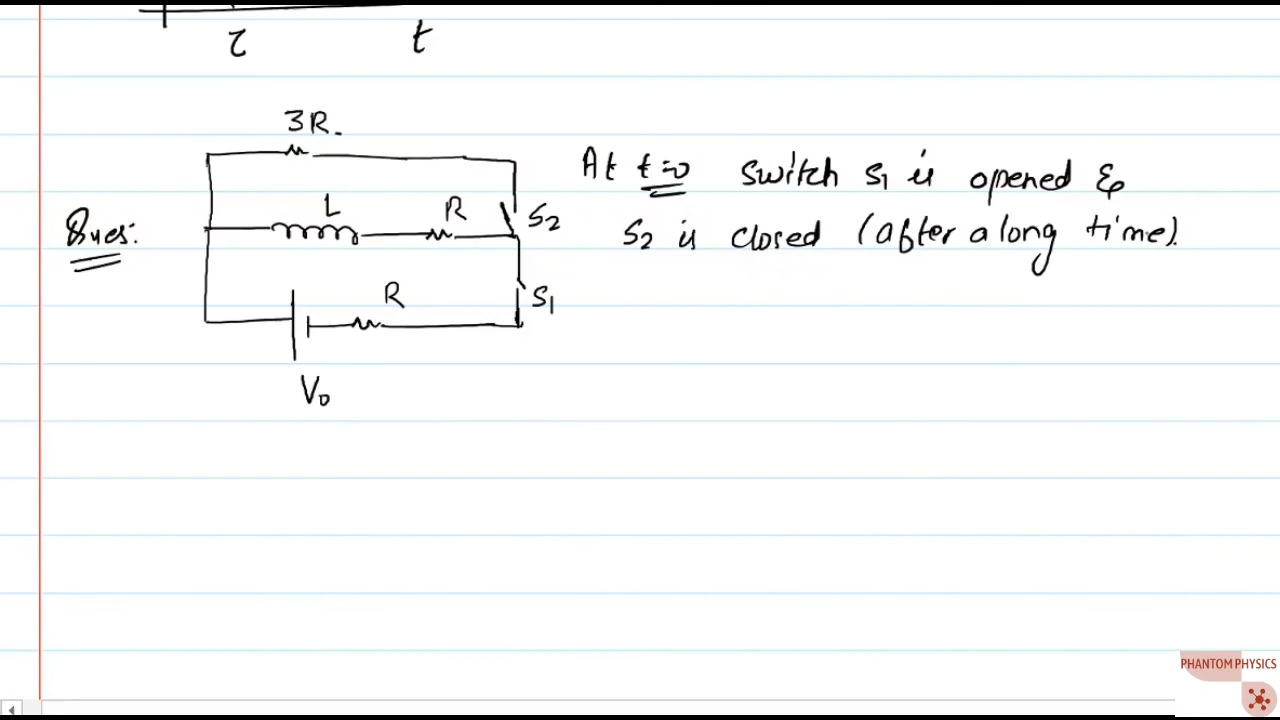 τ t
3R.
At t=0 switch S1 is opened &
L R S2
Ques: S2 is closed (after a long time).
R S1
V0
PHANTOM PHYSICS